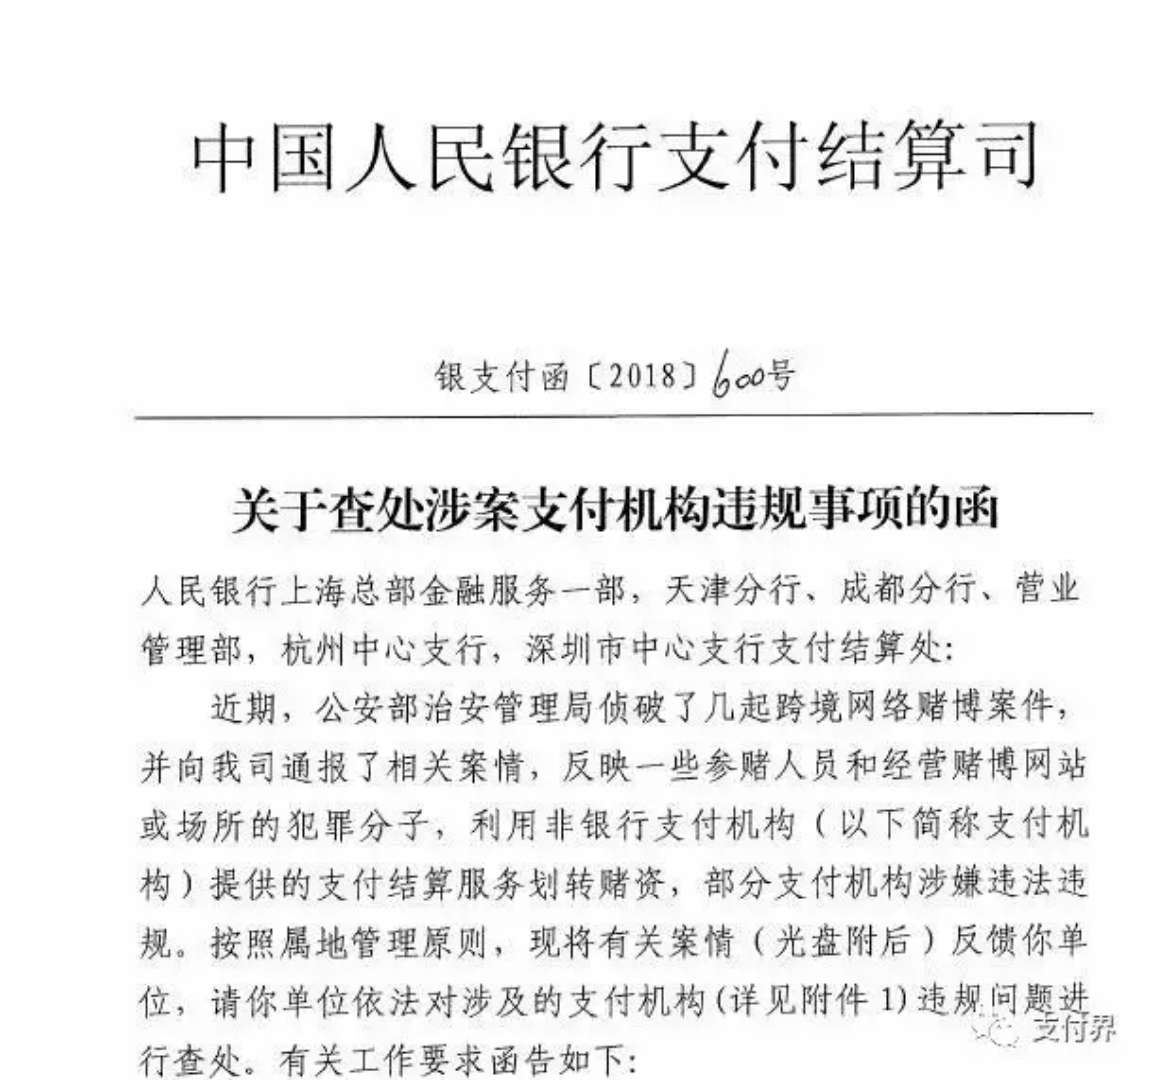 中国人民银行支付结算司
银支付函〔2018〕600号
关于查处涉案支付机构违规事项的函
人民银行上海总部金融服务一部，天津分行、成都分行、营业
管理部，杭州中心支行，深圳市中心支行支付结算处：
近期，公安部治安管理局侦破了几起跨境网络赌博案件，
并向我司通报了相关案情，反映一些参赌人员和经营赌博网站
或场所的犯罪分子，利用非银行支付机构（以下简称支付机
构）提供的支付结算服务划转赌资，部分支付机构涉嫌违法违
规。按照属地管理原则，现将有关案情（光盘附后）反馈你单
位，请你单位依法对涉及的支付机构(详见附件 1)违规问题进
行查处。有关工作要求函告如下：
支付界